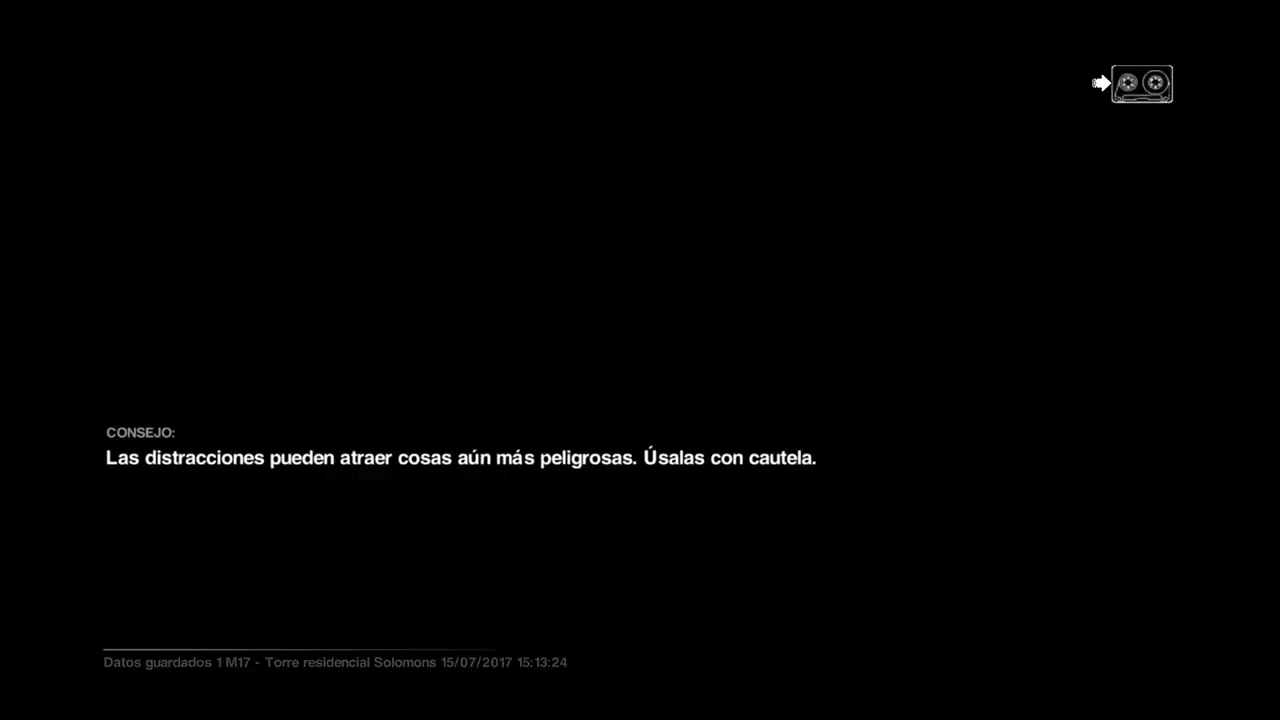 CONSEJO:
Las distracciones pueden atraer cosas aún más peligrosas. Úsalas con cautela.
Datos guardados 1 M17 - Torre residencial Solomons 15/07/2017 15:13:24